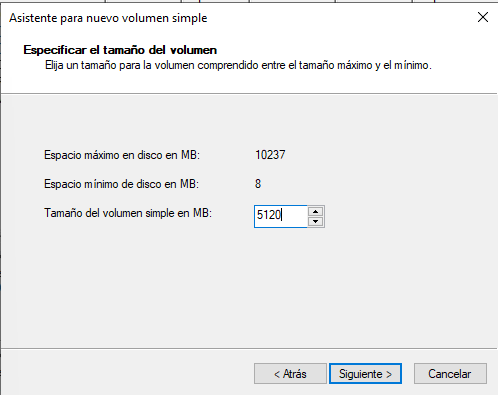 Asistente para nuevo volumen simple
Especificar el tamaño del volumen
Elija un tamaño para la volumen comprendido entre el tamaño máximo y el mínimo.
Espacio máximo en disco en MB: 10237
Espacio mínimo de disco en MB: 8
Tamaño del volumen simple en MB: 5120
< Atrás Siguiente > Cancelar